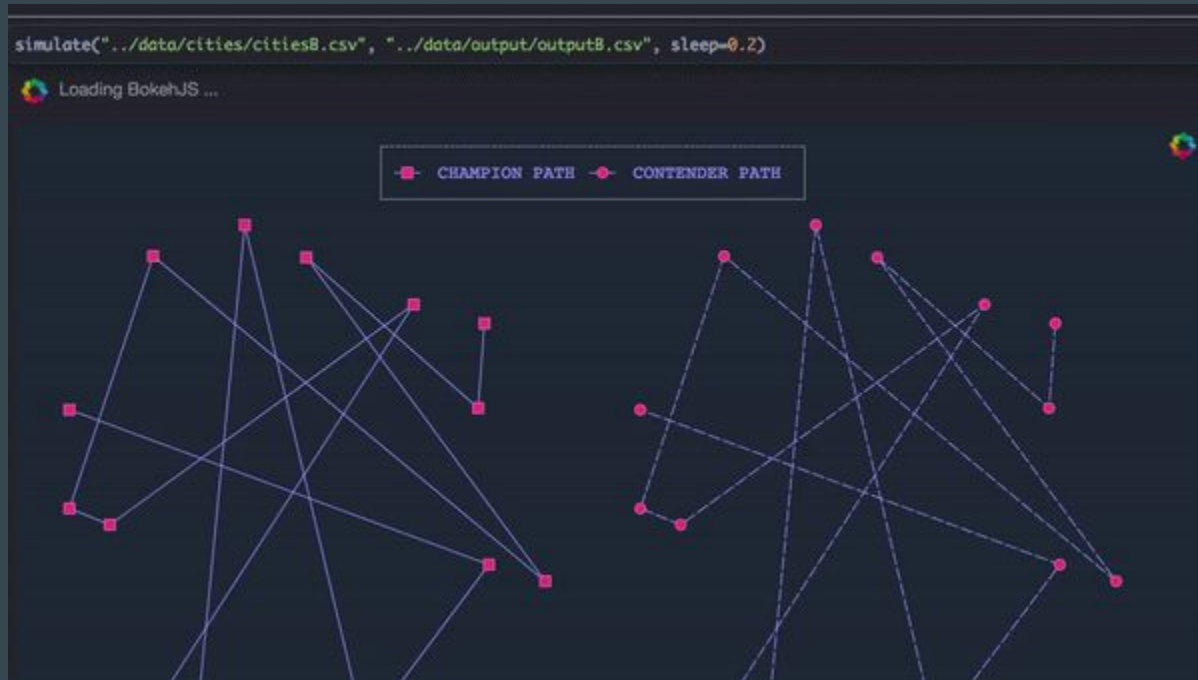 simulate("../data/cities/citiesB.csv", "../data/output/outputB.csv", sleep=0.2)
Loading BokehJS ...
CHAMPION PATH CONTENDER PATH